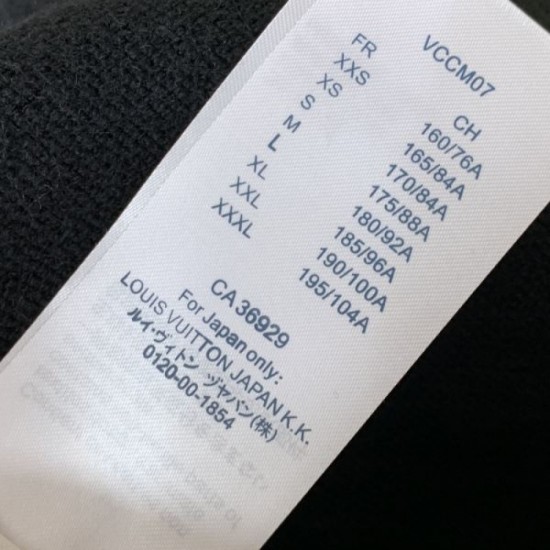 VCCM07
FR CH
XXS 160/76A
XS 165/84A
S 170/84A
M 175/88A
L 180/92A
XL 185/96A
XXL 190/100A
XXXL 195/104A
CA 36929
For Japan only:
LOUIS VUITTON JAPAN K.K.
ルイ・ヴィトン ヅヤパン(株)
0120-00-1854